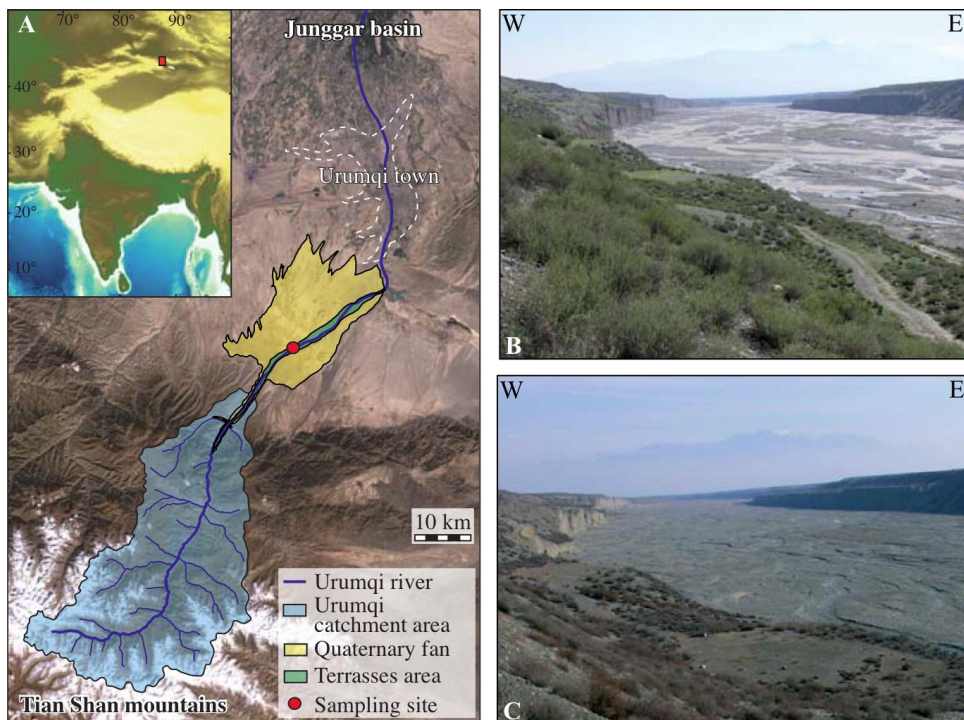 A
70° 80° 90°
40°
30°
20°
10°
Junggar basin
Urumqi town
10 km
Urumqi river
Urumqi
catchment area
Quaternary fan
Terrasses area
Sampling site
Tian Shan mountains
W E
B
W E
C